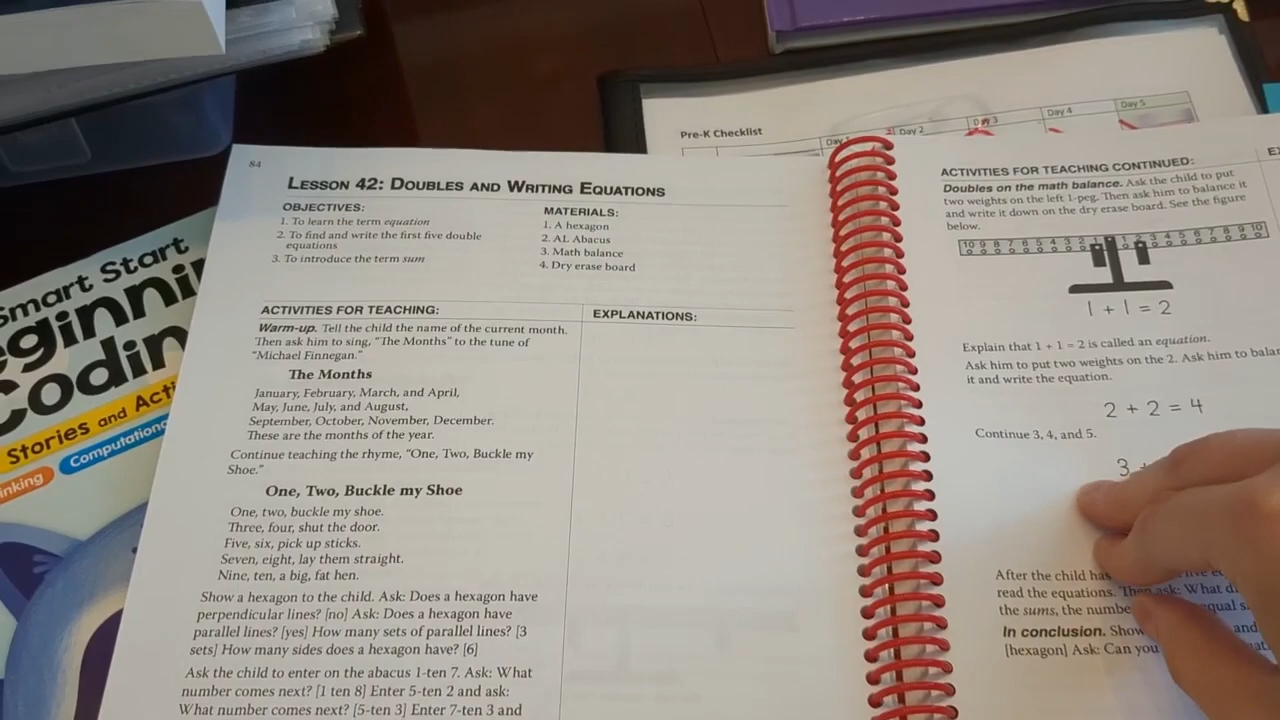 Smart Start
Coding
Stories and
Computational
Pre-K Checklist
Day 2
Day 4
Day 5
84
LESSON 42: DOUBLES AND WRITING EQUATIONS
OBJECTIVES:
1. To learn the term equation
2. To find and write the first five double
equations
3. To introduce the term sum
MATERIALS:
1. A hexagon
2. AL Abacus
3. Math balance
4. Dry erase board
ACTIVITIES FOR TEACHING:
EXPLANATIONS:
Warm-up. Tell the child the name of the current month.
Then ask him to sing, "The Months" to the tune of
"Michael Finnegan."
The Months
January, February, March, and April,
May, June, July, and August,
September, October, November, December.
These are the months of the year.
Continue teaching the rhyme, "One, Two, Buckle my
Shoe."
One, Two, Buckle my Shoe
One, two, buckle my shoe.
Three, four, shut the door.
Five, six, pick up sticks.
Seven, eight, lay them straight.
Nine, ten, a big, fat hen.
Show a hexagon to the child. Ask: Does a hexagon have
perpendicular lines? [no] Ask: Does a hexagon have
parallel lines? [yes] How many sets of parallel lines? [3
sets] How many sides does a hexagon have? [6]
Ask the child to enter on the abacus 1-ten 7. Ask: What
number comes next? [1 ten 8] Enter 5-ten 2 and ask:
What number comes next? [5-ten 3] Enter 7-ten 3 and
ACTIVITIES FOR TEACHING CONTINUED:
Doubles on the math balance. Ask the child to put
two weights on the left 1-peg. Then ask him to balance it
and write it down on the dry erase board. See the figure
below.
10 9 8 7 6 5 4 3 2 1 1 2 3 4 5 6 7 8 9 10
1 + 1 = 2
Explain that 1 + 1 = 2 is called an equation.
Ask him to put two weights on the 2. Ask him to
it and write the equation.
2 + 2 = 4
Continue 3, 4, and 5.
3
After the child has
read the equations. Then ask: What
the sums, the
In conclusion. Show and
[hexagon] Ask: Can you